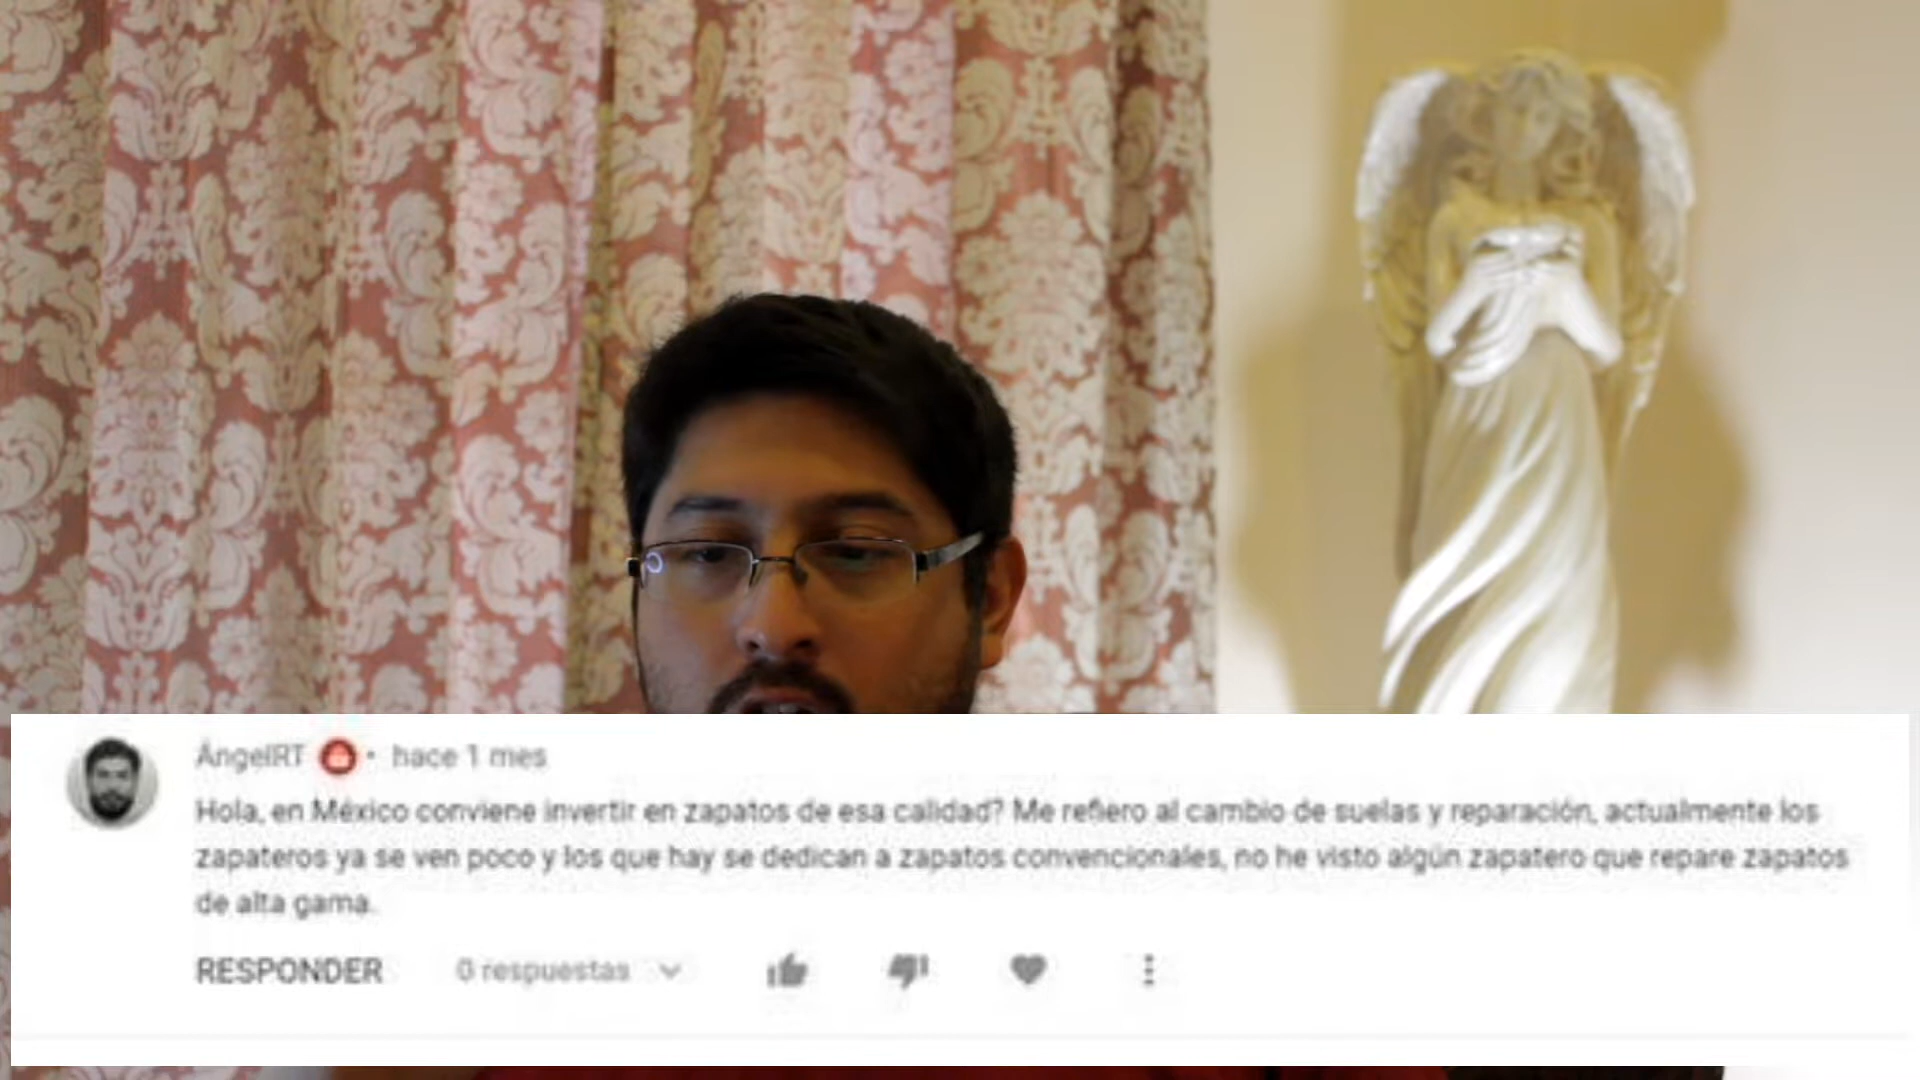 ÁngelRT • hace 1 mes
Hola, en México conviene invertir en zapatos de esa calidad? Me refiero al cambio de suelas y reparación, actualmente los
zapateros ya se ven poco y los que hay se dedican a zapatos convencionales, no he visto algún zapatero que repare zapatos
de alta gama.
RESPONDER 0 respuestas